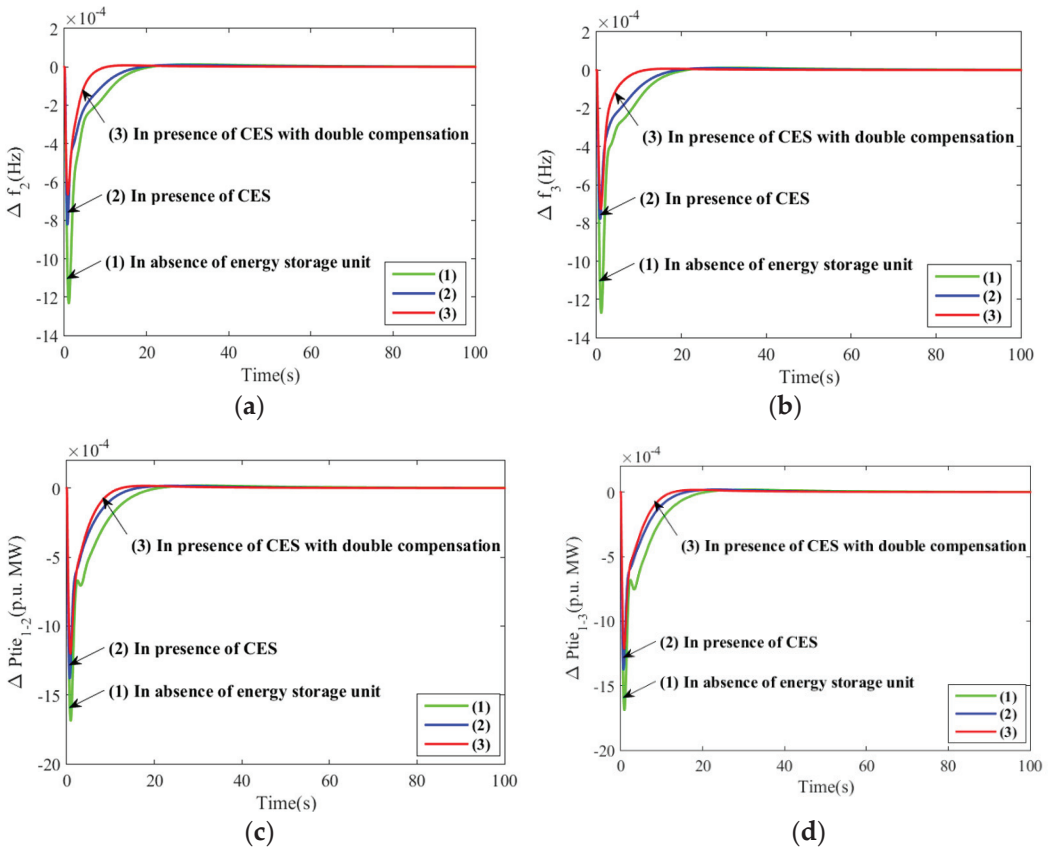 ×10-4
2
0
-2
-4
-6
-8
-10
-12
-14
Δ f2(Hz)
(3) In presence of CES with double compensation
(2) In presence of CES
(1) In absence of energy storage unit
(1)
(2)
(3)
0 20 40 60 80 100
Time(s)
(a)
×10-4
2
0
-2
-4
-6
-8
-10
-12
-14
Δ f3(Hz)
(3) In presence of CES with double compensation
(2) In presence of CES
(1) In absence of energy storage unit
(1)
(2)
(3)
0 20 40 60 80 100
Time(s)
(b)
×10-4
0
-5
-10
-15
-20
Δ Ptie1-2(p.u. MW)
(3) In presence of CES with double compensation
(2) In presence of CES
(1) In absence of energy storage unit
(1)
(2)
(3)
0 20 40 60 80 100
Time(s)
(c)
×10-4
0
-5
-10
-15
-20
Δ Ptie1-3(p.u. MW)
(3) In presence of CES with double compensation
(2) In presence of CES
(1) In absence of energy storage unit
(1)
(2)
(3)
0 20 40 60 80 100
Time(s)
(d)